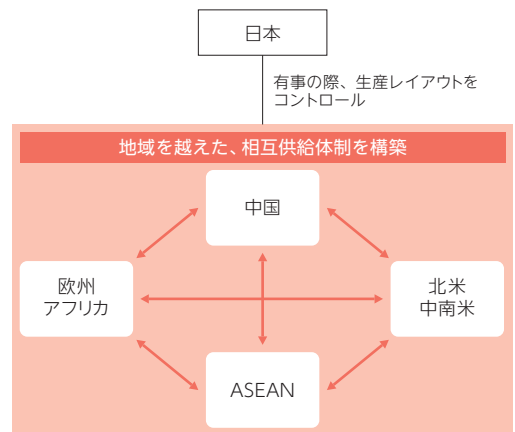 日本
有事の際、生産レイアウトを
コントロール
地域を越えた、相互供給体制を構築
中国
欧州
アフリカ
北米
中南米
ASEAN